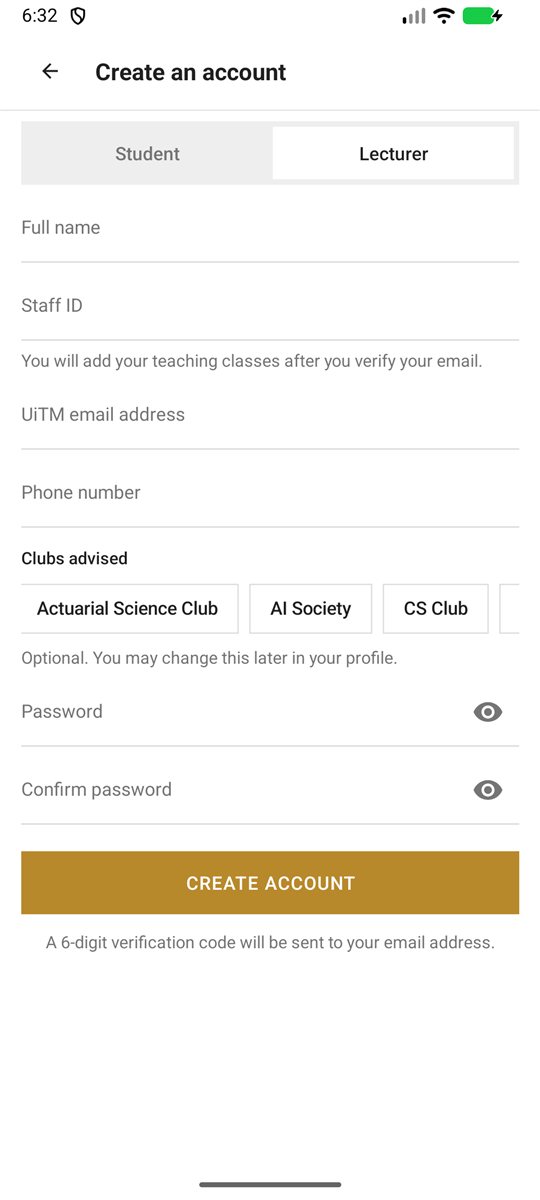 6:32
Create an account
Student
Lecturer
Full name
Staff ID
You will add your teaching classes after you verify your email.
UiTM email address
Phone number
Clubs advised
Actuarial Science Club
AI Society
CS Club
Optional. You may change this later in your profile.
Password
Confirm password
CREATE ACCOUNT
A 6-digit verification code will be sent to your email address.